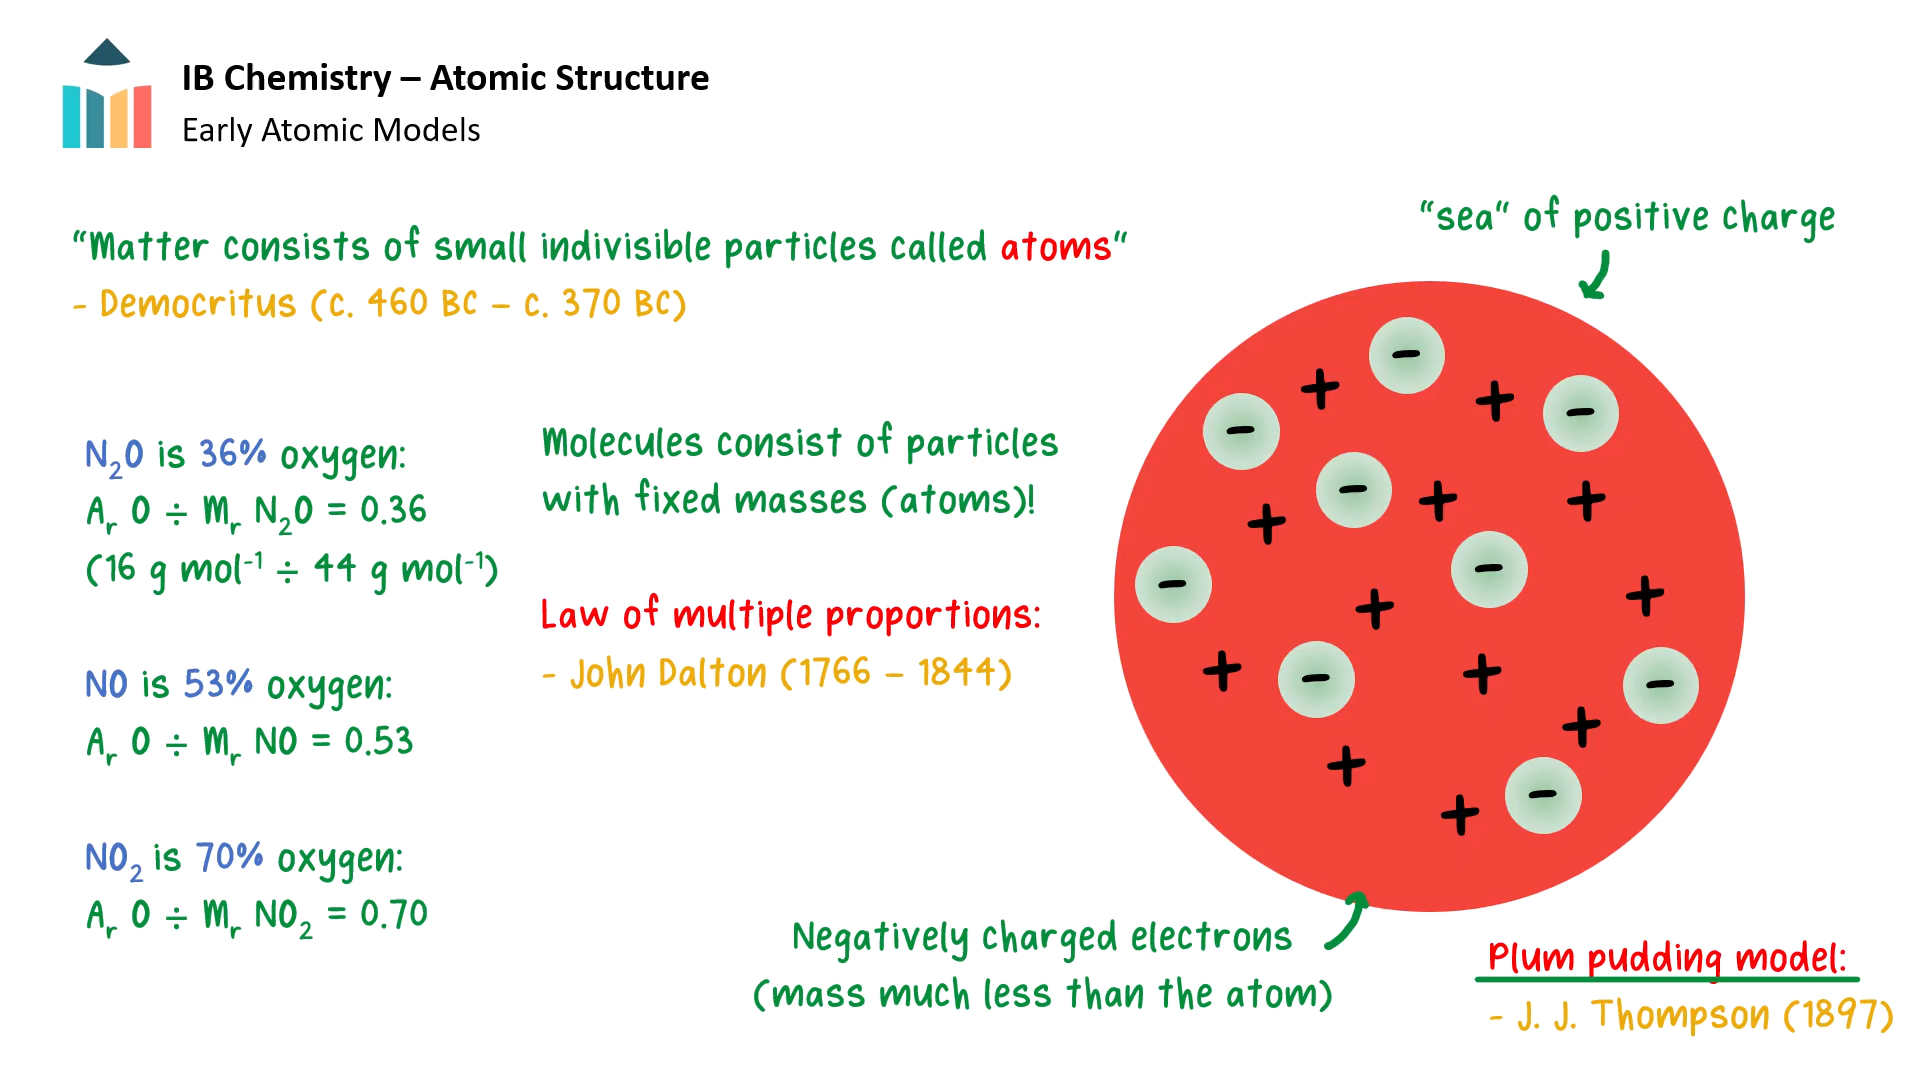 IB Chemistry – Atomic Structure
Early Atomic Models
“Matter consists of small indivisible particles called atoms”
- Democritus (c. 460 BC – c. 370 BC)
N₂O is 36% oxygen:
Aᵣ O ÷ Mᵣ N₂O = 0.36
(16 g mol⁻¹ ÷ 44 g mol⁻¹)
NO is 53% oxygen:
Aᵣ O ÷ Mᵣ NO = 0.53
NO₂ is 70% oxygen:
Aᵣ O ÷ Mᵣ NO₂ = 0.70
Molecules consist of particles
with fixed masses (atoms)!
Law of multiple proportions:
- John Dalton (1766 – 1844)
“sea” of positive charge
Negatively charged electrons
(mass much less than the atom)
Plum pudding model:
- J. J. Thompson (1897)